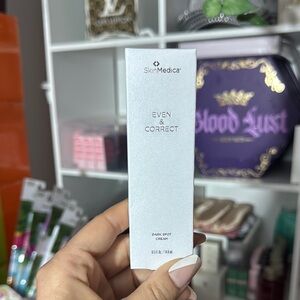 SkinMedica®
EVEN
&
CORRECT
DARK SPOT
CREAM
Blood Lust